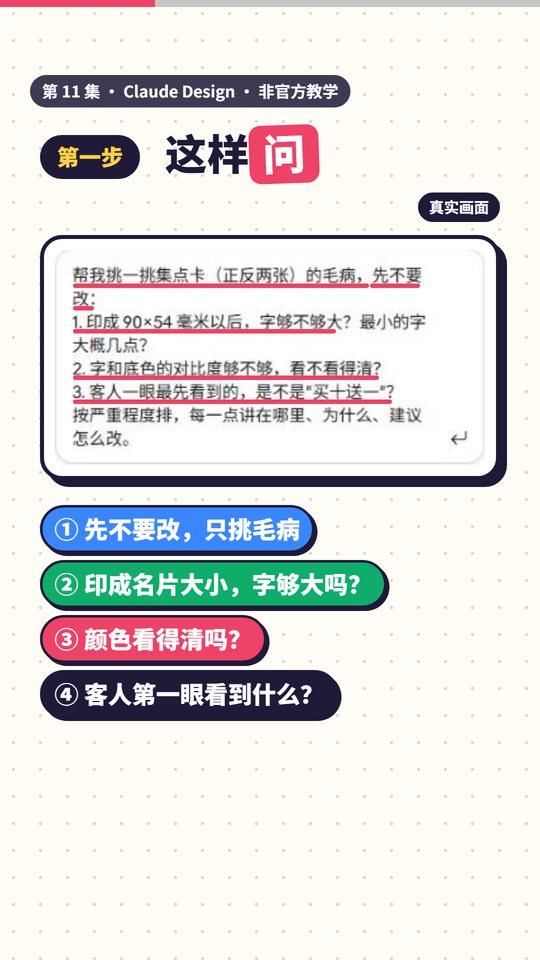 第 11 集 · Claude Design · 非官方教学
第一步
这样问
真实画面
帮我挑一挑集点卡（正反两张）的毛病，先不要
改：
1. 印成 90×54 毫米以后，字够不够大？最小的字
大概几点？
2. 字和底色的对比度够不够，看不看得清？
3. 客人一眼最先看到的，是不是"买十送一"？
按严重程度排，每一点讲在哪里、为什么、建议
怎么改。
① 先不要改，只挑毛病
② 印成名片大小，字够大吗？
③ 颜色看得清吗？
④ 客人第一眼看到什么？